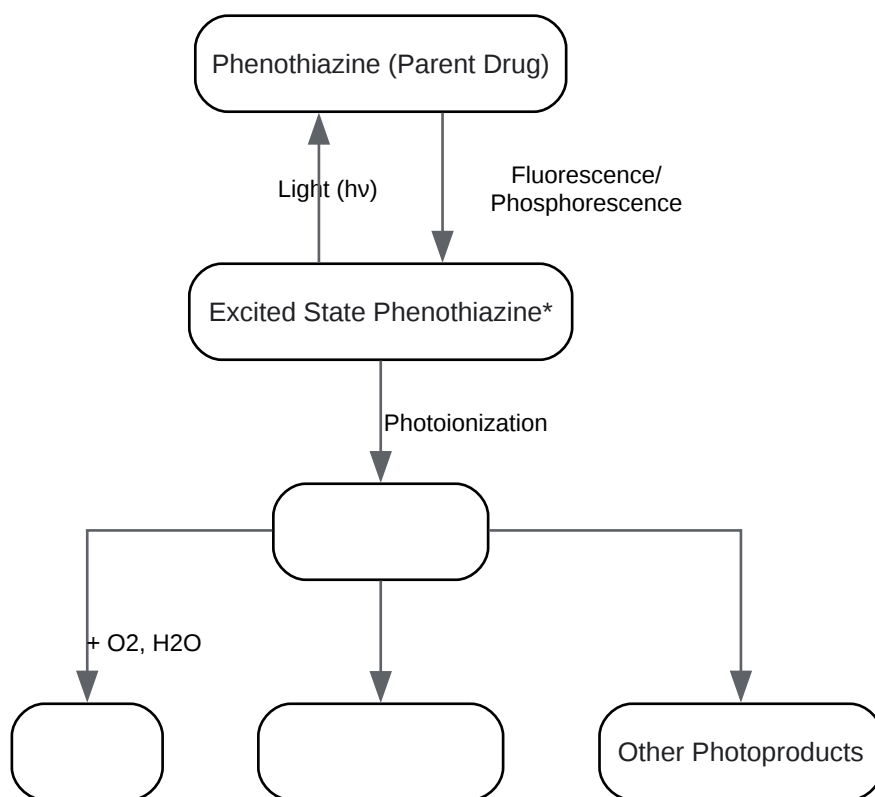 Phenothiazine (Parent Drug)
Light (hν)
Fluorescence/
Phosphorescence
Excited State Phenothiazine*
Photoionization
+ O2, H2O
Other Photoproducts